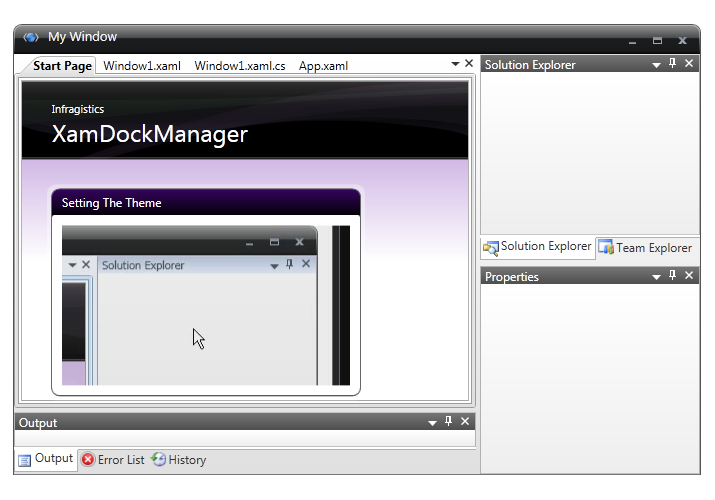 My Window
Start Page Window1.xaml Window1.xaml.cs App.xaml
Infragistics
XamDockManager
Setting The Theme
Solution Explorer
Output
Output Error List History
Solution Explorer
Solution Explorer Team Explorer
Properties